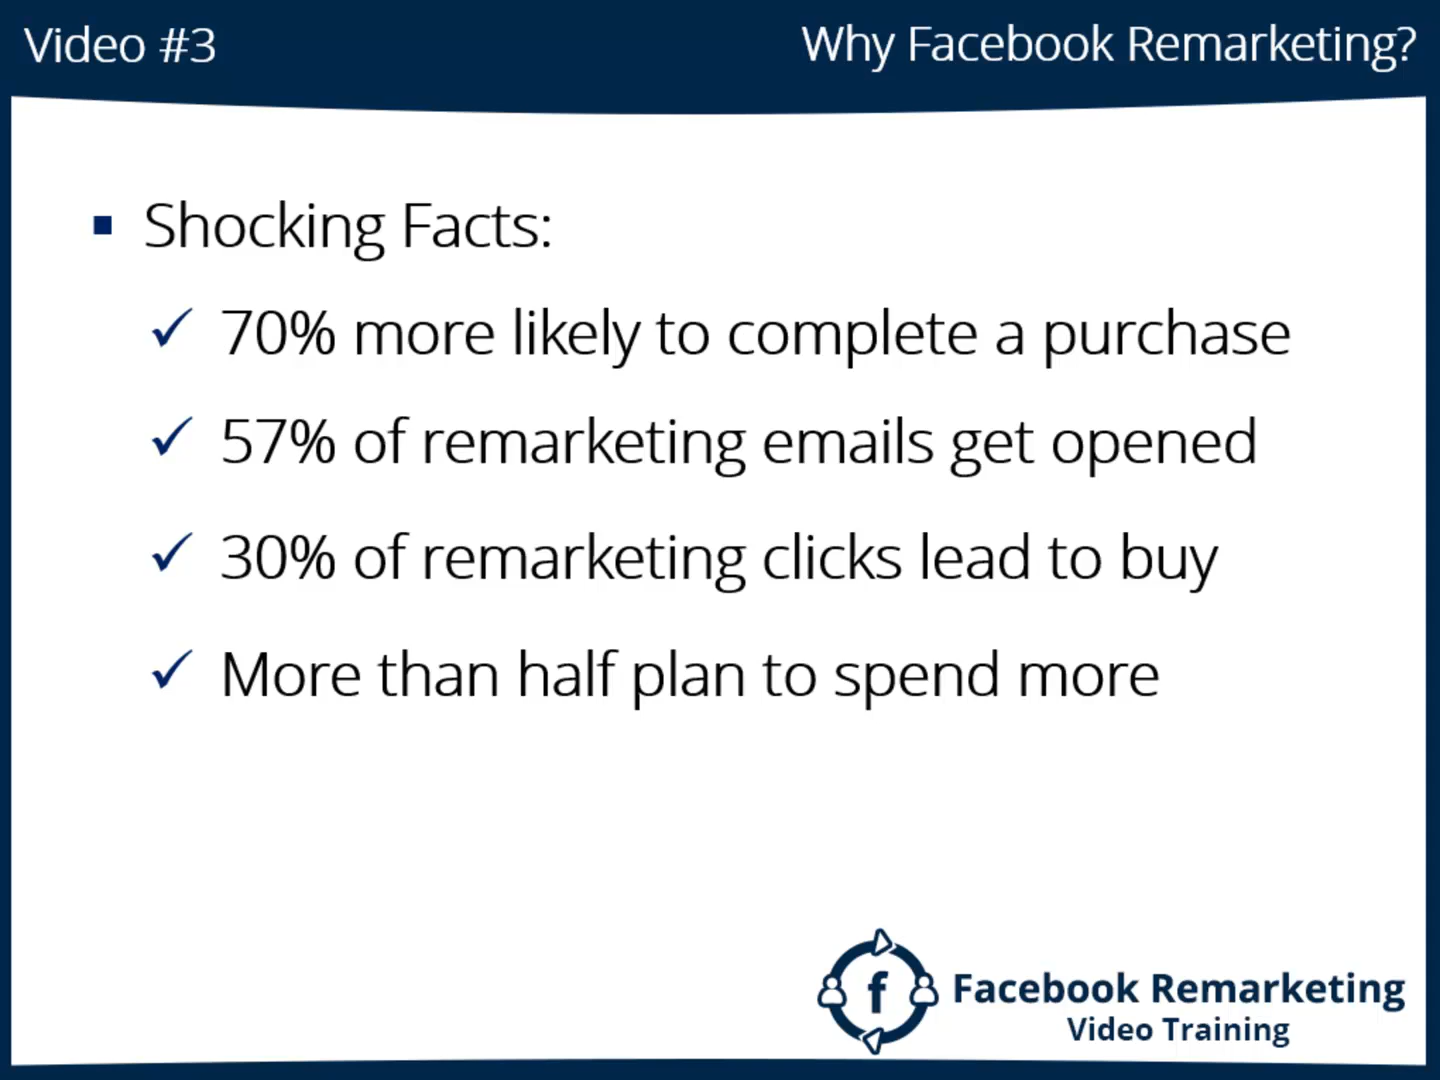 Video #3
Why Facebook Remarketing?
Shocking Facts:
70% more likely to complete a purchase
57% of remarketing emails get opened
30% of remarketing clicks lead to buy
More than half plan to spend more
f
Facebook Remarketing
Video Training